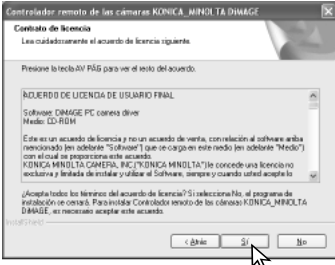 Controlador remoto de las cámaras KONICA_MINOLTA DiMAGE
Contrato de licencia
Lea cuidadosamente el acuerdo de licencia siguiente.
Presione la tecla AV PÁG para ver el resto del acuerdo.
ACUERDO DE LICENCIA DE USUARIO FINAL
Software: DiMAGE PC camera driver
Medio: CD-ROM
Este es un acuerdo de licencia y no un acuerdo de venta, con relación al software arriba
mencionado (en adelante "Software") que se carga en este medio (en adelante "Medio")
con el cual se proporciona este acuerdo.
KONICA MINOLTA CAMERA, INC.("KONICA MINOLTA") le concede una licencia no
exclusiva y limitada de instalar y utilizar el Software, siempre y cuando usted acepte lo
¿Acepta todos los términos del acuerdo de licencia? Si selecciona No, el programa de
instalación se cerrará. Para instalar Controlador remoto de las cámaras KONICA_MINOLTA
DiMAGE, es necesario aceptar este acuerdo.
InstallShield
< Atrás
Sí
No